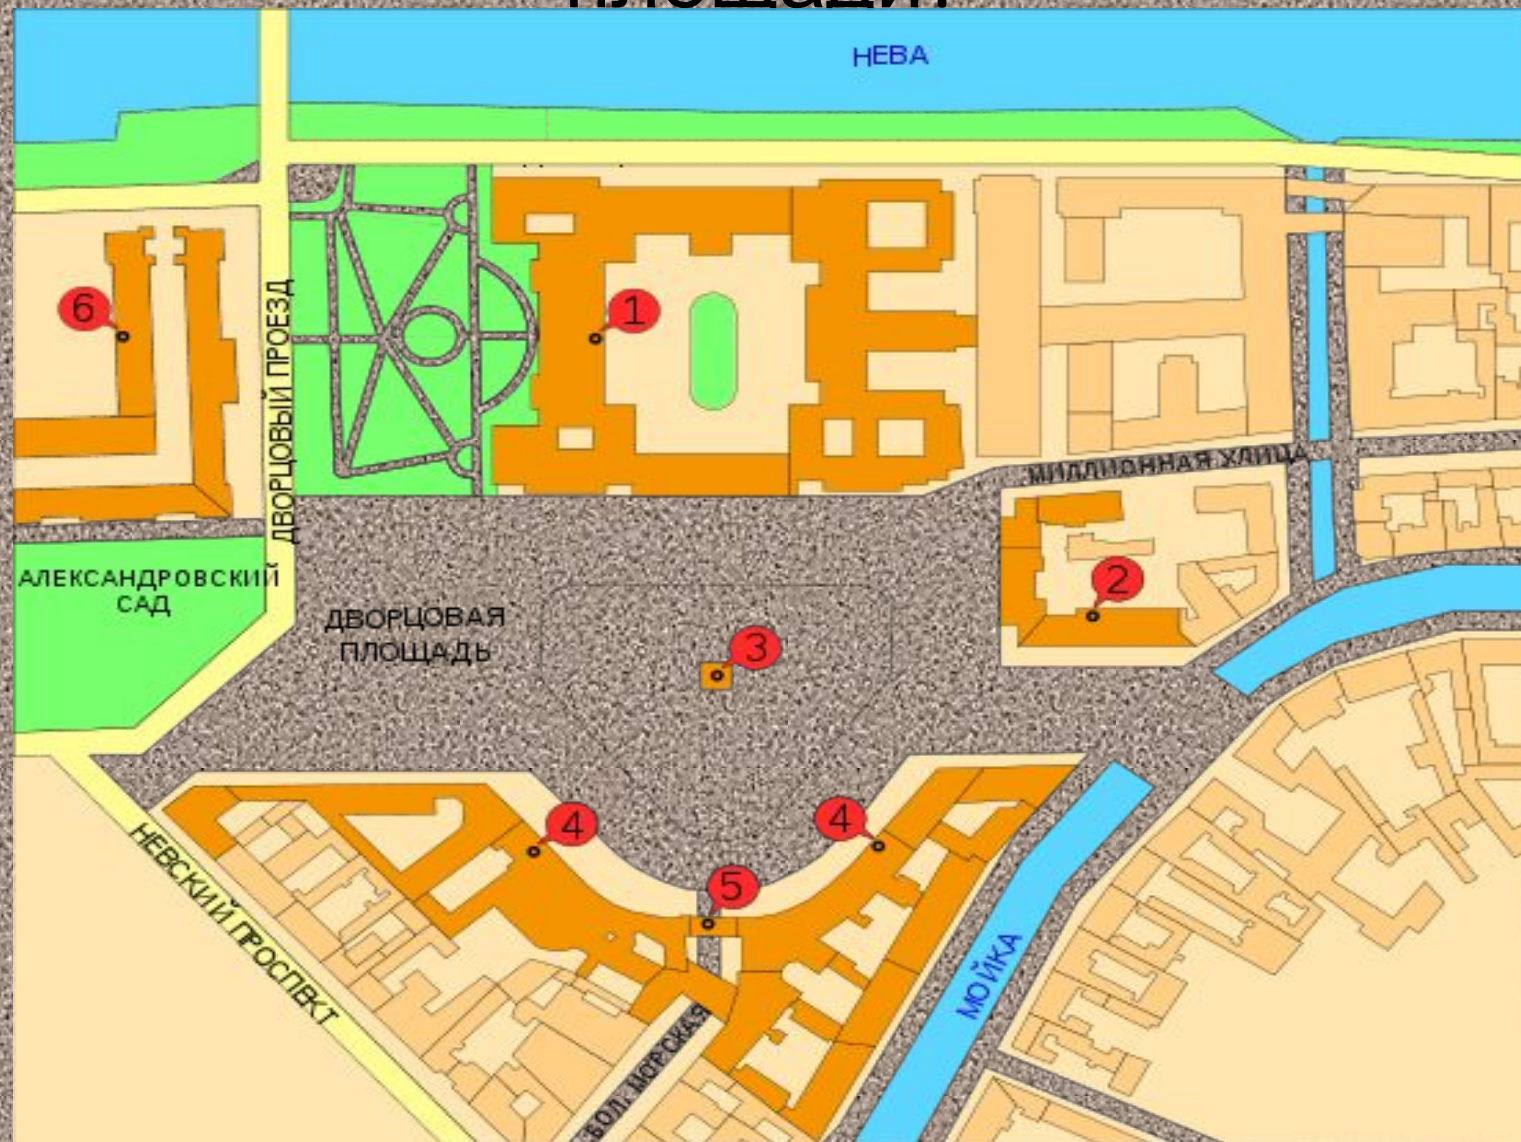 ПЛОЩАДИ:
НЕВА
6
1
ДВОРЦОВЫЙ ПРОЕЗД
МИЛЛИОННАЯ УЛИЦА
АЛЕКСАНДРОВСКИЙ
САД
2
ДВОРЦОВАЯ
ПЛОЩАДЬ
3
4
4
5
НЕВСКИЙ ПРОСПЕКТ
МОЙКА
БОЛ. МОРСКАЯ